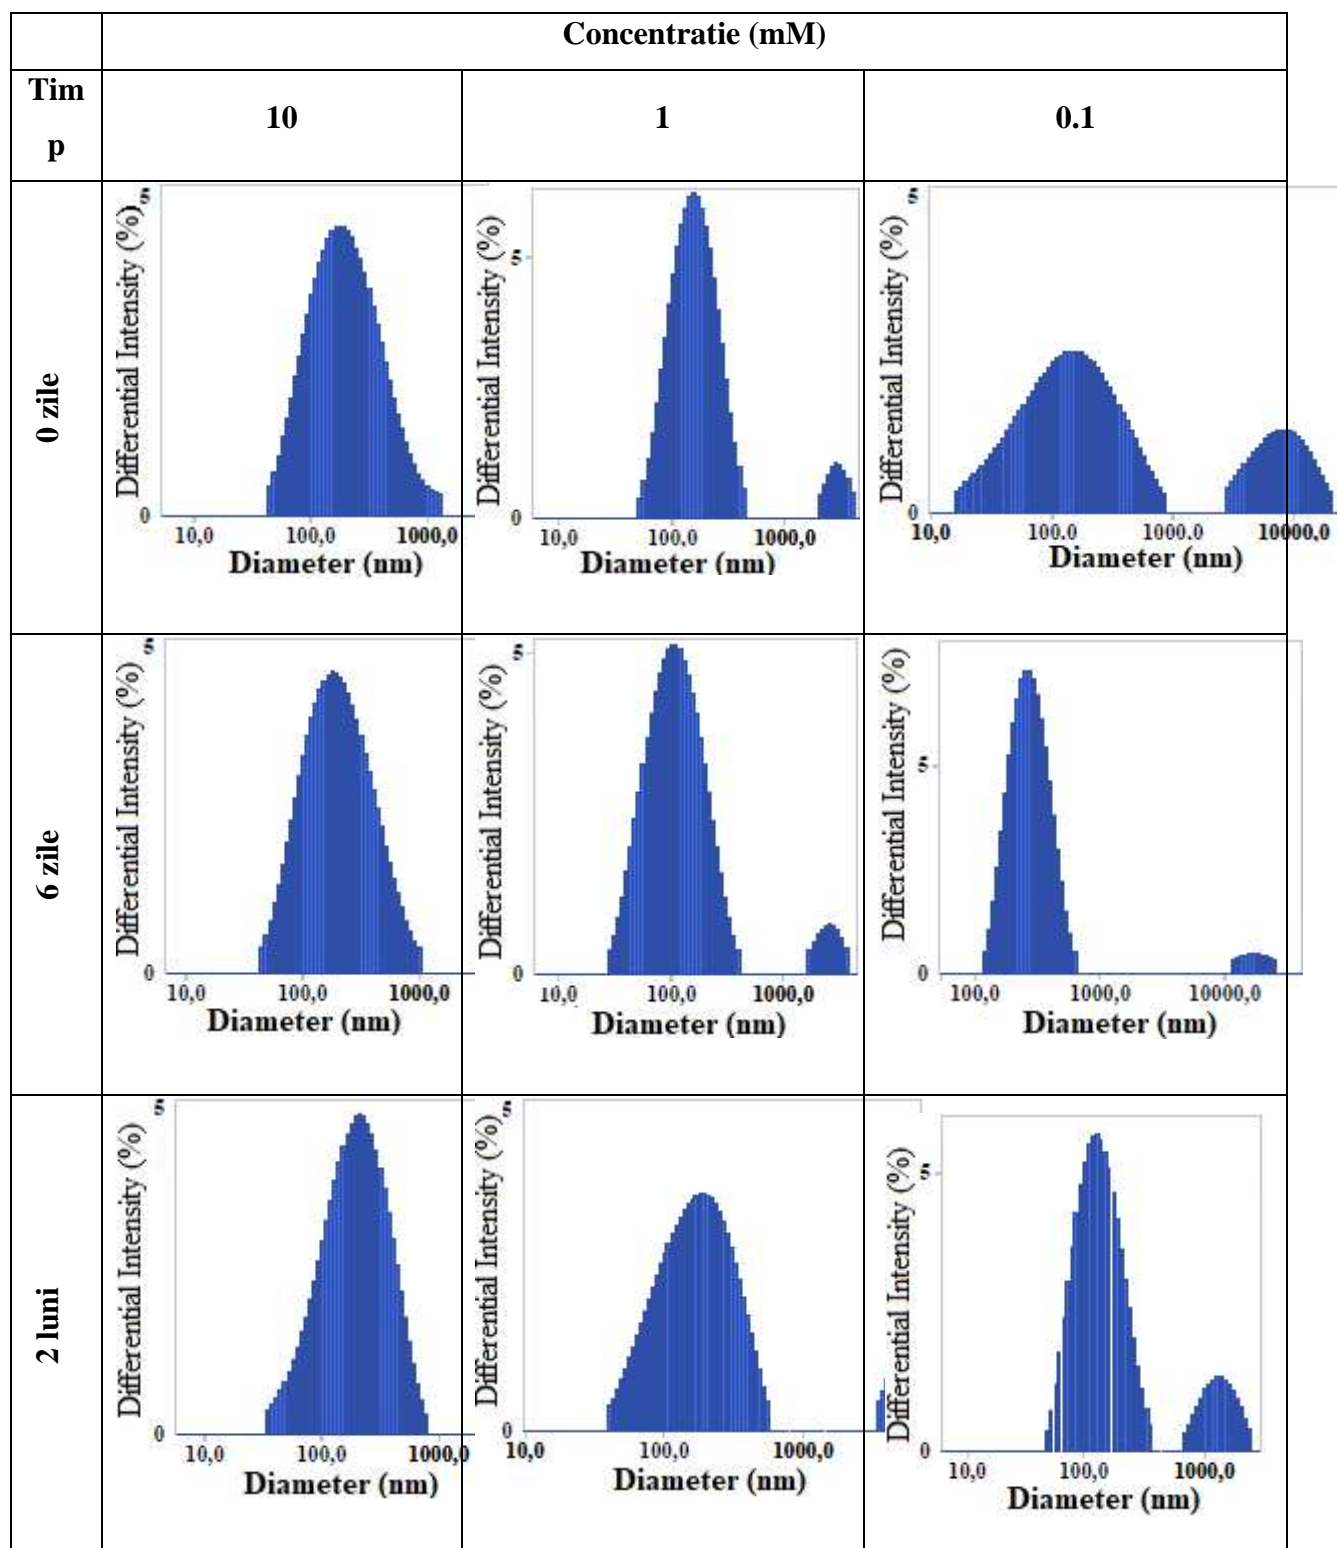 Concentratie (mM)
Tim
p
10
1
0.1
0 zile
Differential Intensity (%)
5
0
10,0 100,0 1000,0
Diameter (nm)
Differential Intensity (%)
5
0
10,0 100,0 1000,0
Diameter (nm)
Differential Intensity (%)
5
0
10,0 100.0 1000.0 10000,0
Diameter (nm)
6 zile
Differential Intensity (%)
5
0
10,0 100,0 1000,0
Diameter (nm)
Differential Intensity (%)
5
0
10,0 100,0 1000,0
Diameter (nm)
Differential Intensity (%)
5
0
100,0 1000,0 10000,0
Diameter (nm)
2 luni
Differential Intensity (%)
5
0
10,0 100,0 1000,0
Diameter (nm)
Differential Intensity (%)
5
0
10,0 100,0 1000,0
Diameter (nm)
Differential Intensity (%)
5
0
10,0 100,0 1000,0
Diameter (nm)